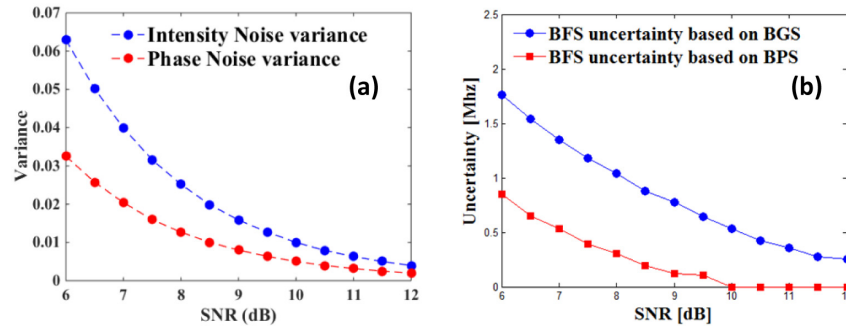 0.07
0.06
0.05
0.04
0.03
0.02
0.01
0
Variance
Intensity Noise variance
Phase Noise variance
(a)
6 7 8 9 10 11 12
SNR (dB)
2.5
2
1.5
1
0.5
0
Uncertainty [Mhz]
BFS uncertainty based on BGS
BFS uncertainty based on BPS
(b)
6 7 8 9 10 11 1
SNR [dB]